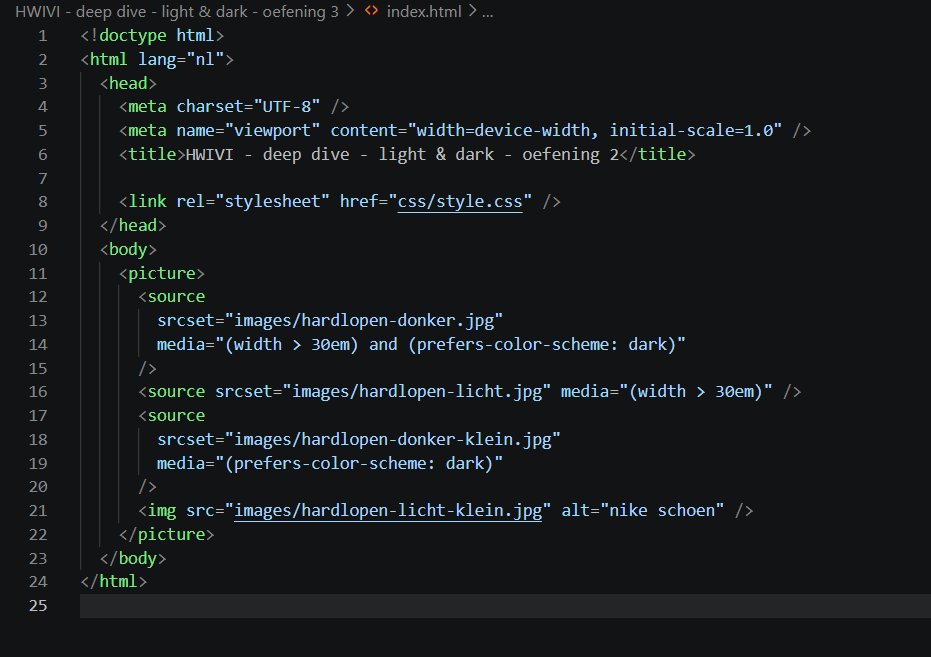 HWIVI - deep dive - light & dark - oefening 3 > <> index.html > ...
1 <!doctype html>
2 <html lang="nl">
3 <head>
4 <meta charset="UTF-8" />
5 <meta name="viewport" content="width=device-width, initial-scale=1.0" />
6 <title>HWIVI - deep dive - light & dark - oefening 2</title>
7
8 <link rel="stylesheet" href="css/style.css" />
9 </head>
10 <body>
11 <picture>
12 <source
13 srcset="images/hardlopen-donker.jpg"
14 media="(width > 30em) and (prefers-color-scheme: dark)"
15 />
16 <source srcset="images/hardlopen-licht.jpg" media="(width > 30em)" />
17 <source
18 srcset="images/hardlopen-donker-klein.jpg"
19 media="(prefers-color-scheme: dark)"
20 />
21 <img src="images/hardlopen-licht-klein.jpg" alt="nike schoen" />
22 </picture>
23 </body>
24 </html>
25